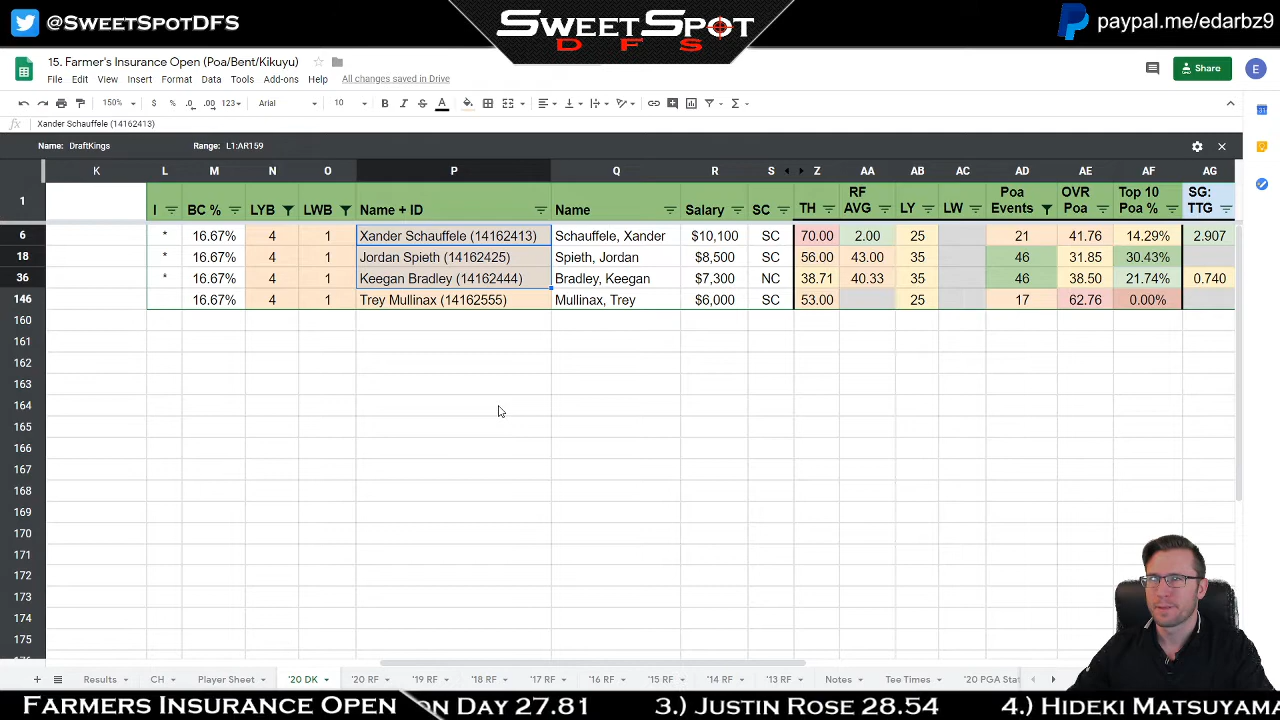 @SweetSpotDFS
SweetSpot
DFS
paypal.me/edarbz9
15. Farmer's Insurance Open (Poa/Bent/Kikuyu)
File Edit View Insert Format Data Tools Add-ons Help All changes saved in Drive
Share
E
150% $ % .0 .00 123 Arial 10 B I S A
fx Xander Schauffele (14162413)
Name: DraftKings Range: L1:AR159
K L M N O P Q R S Z AA AB AC AD AE AF AG
1 I BC % LYB LWB Name + ID Name Salary SC TH RF AVG LY LW Poa Events OVR Poa Top 10 Poa % SG: TTG
6 * 16.67% 4 1 Xander Schauffele (14162413) Schauffele, Xander $10,100 SC 70.00 2.00 25 21 41.76 14.29% 2.907
18 * 16.67% 4 1 Jordan Spieth (14162425) Spieth, Jordan $8,500 SC 56.00 43.00 35 46 31.85 30.43%
36 * 16.67% 4 1 Keegan Bradley (14162444) Bradley, Keegan $7,300 NC 38.71 40.33 35 46 38.50 21.74% 0.740
146 16.67% 4 1 Trey Mullinax (14162555) Mullinax, Trey $6,000 SC 53.00 25 17 62.76 0.00%
160
161
162
163
164
165
166
167
168
169
170
171
172
173
174
175
Results CH Player Sheet '20 DK '20 RF '19 RF '18 RF '17 RF '16 RF '15 RF '14 RF '13 RF Notes Tee Times '20 PGA Stat
Farmers Insurance Open on Day 27.81 3.) Justin Rose 28.54 4.) Hideki Matsuyama